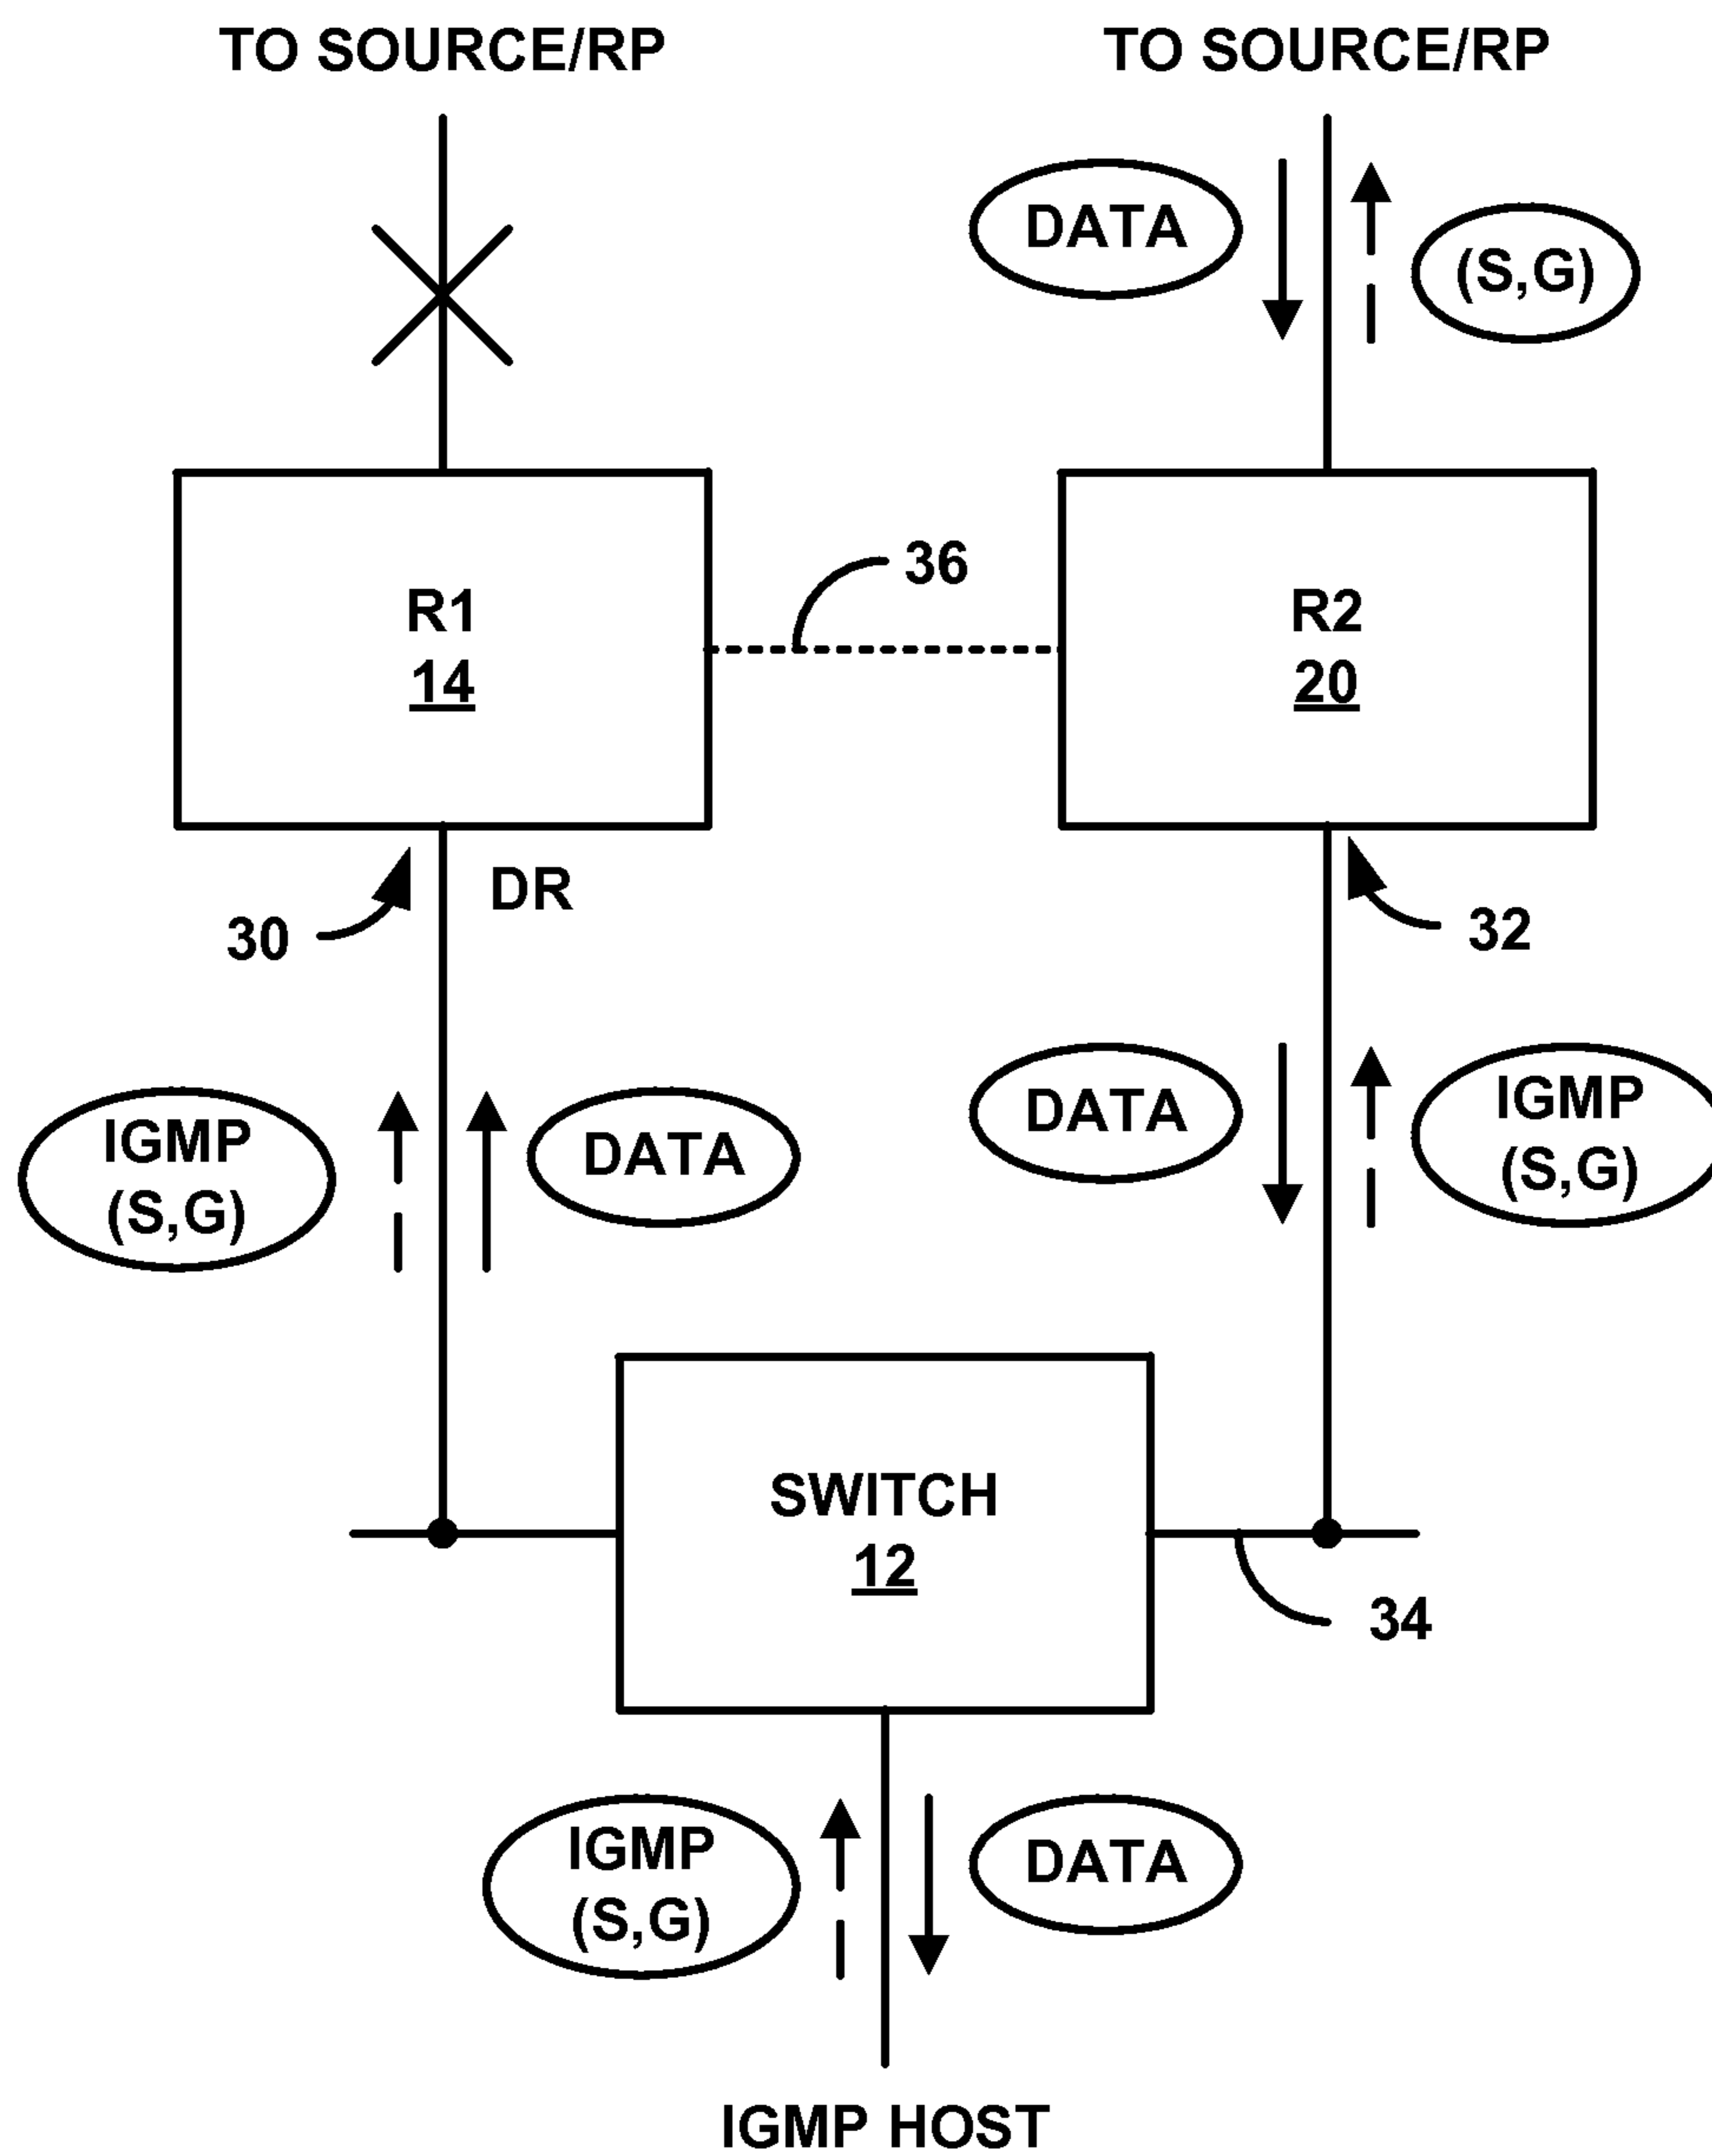 TO SOURCE/RP
TO SOURCE/RP
DATA
(S,G)
R1
14
36
R2
20
30
DR
32
IGMP
(S,G)
DATA
DATA
IGMP
(S,G)
SWITCH
12
34
IGMP
(S,G)
DATA
IGMP HOST